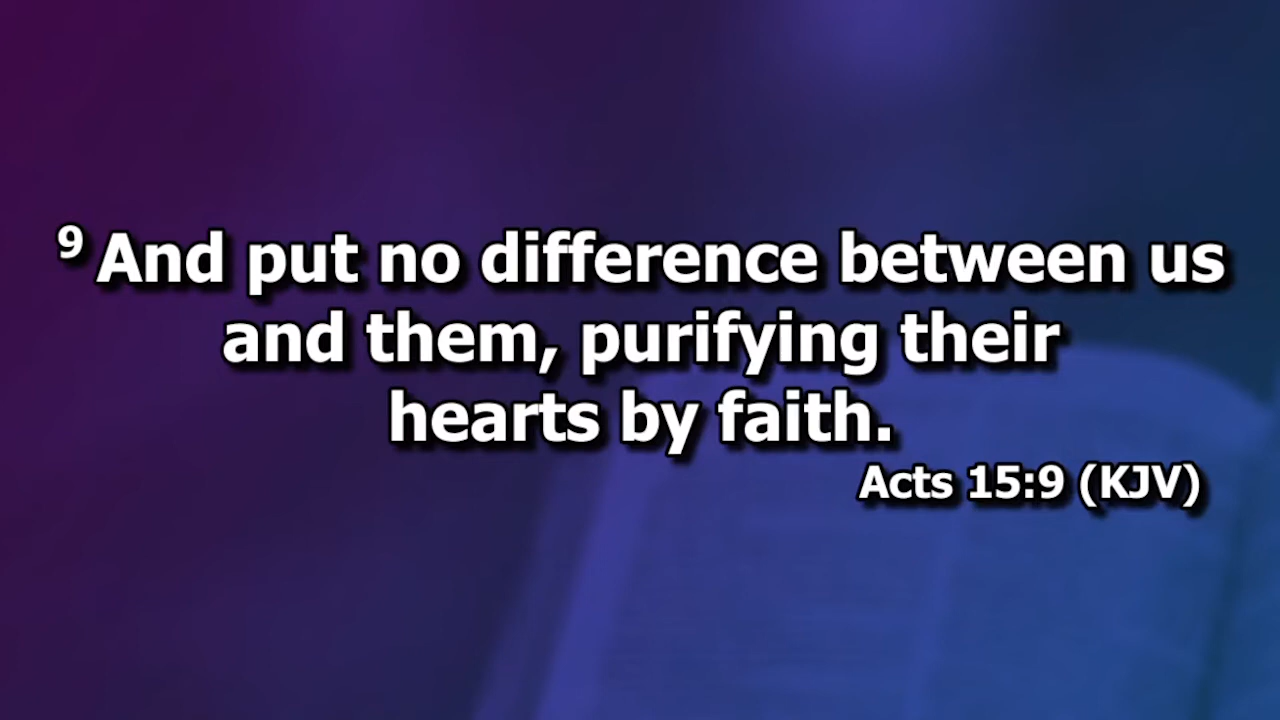 9 And put no difference between us
and them, purifying their
hearts by faith.
Acts 15:9 (KJV)